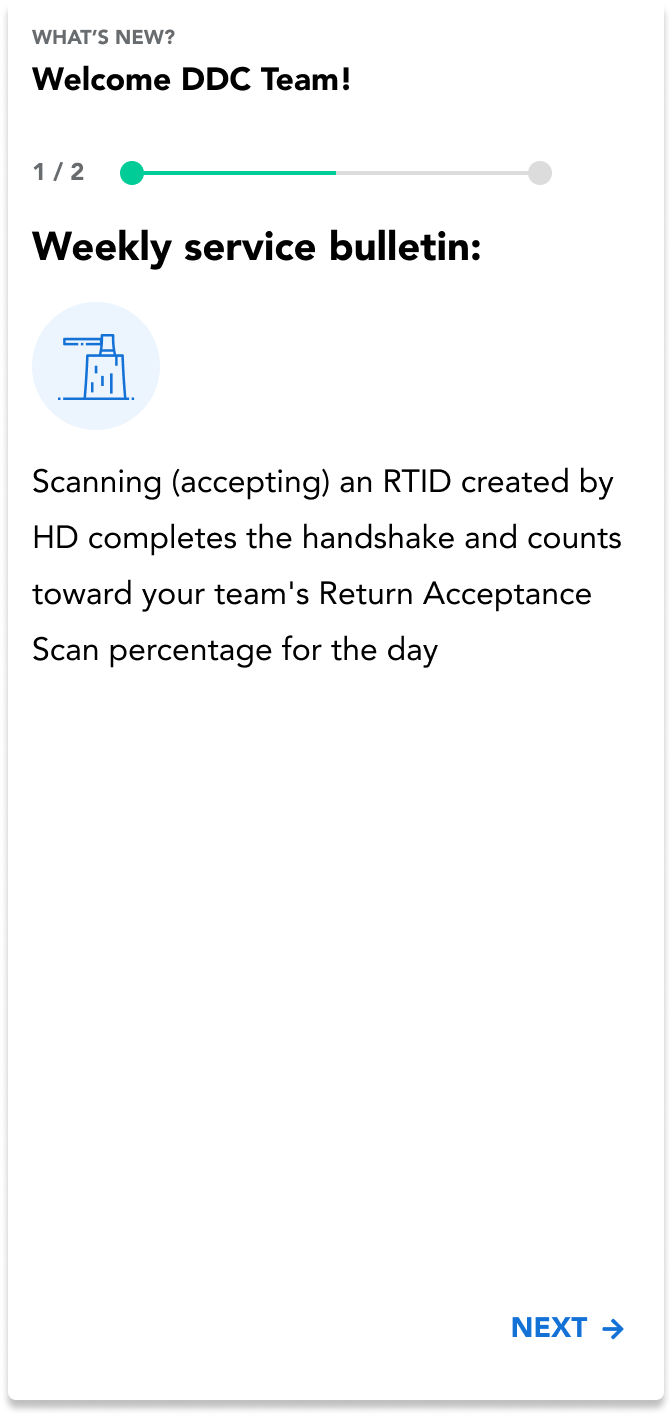 WHAT'S NEW?
Welcome DDC Team!
1 / 2
Weekly service bulletin:
Scanning (accepting) an RTID created by
HD completes the handshake and counts
toward your team's Return Acceptance
Scan percentage for the day
NEXT →